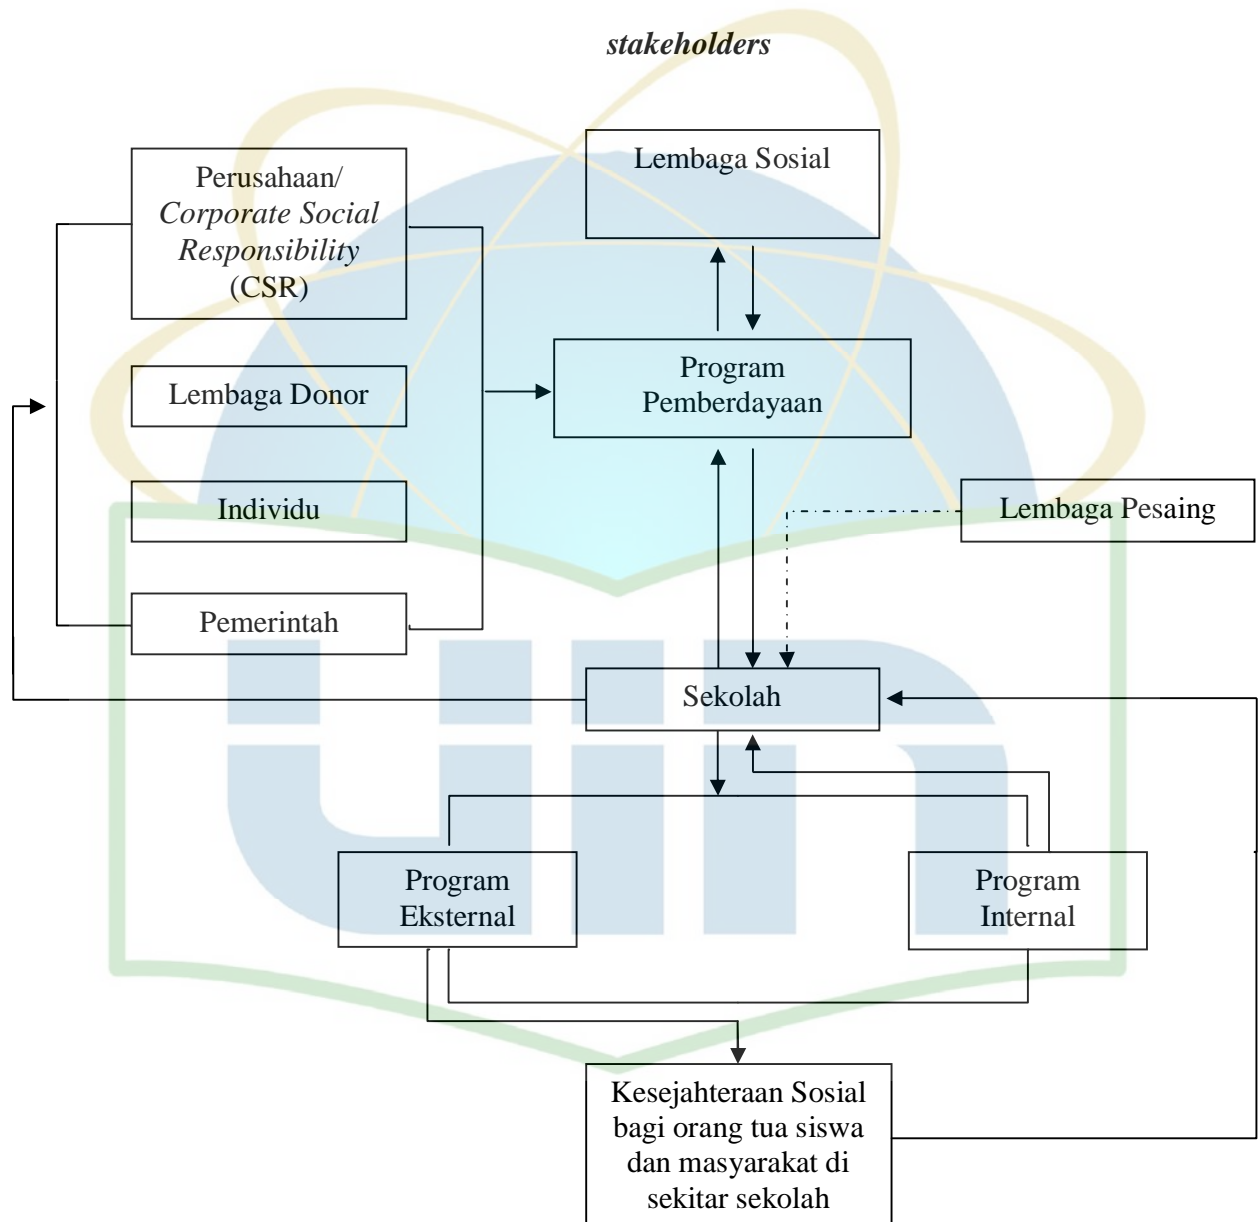 stakeholders
Lembaga Sosial
Perusahaan/
Corporate Social
Responsibility
(CSR)
Program
Pemberdayaan
Lembaga Donor
Individu
Lembaga Pesaing
Pemerintah
Sekolah
Program
Eksternal
Program
Internal
Kesejahteraan Sosial
bagi orang tua siswa
dan masyarakat di
sekitar sekolah
uin